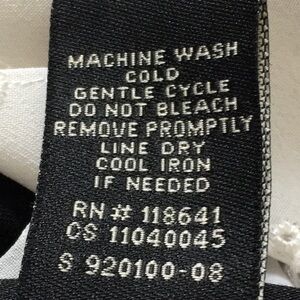 MACHINE WASH
COLD
GENTLE CYCLE
DO NOT BLEACH
REMOVE PROMPTLY
LINE DRY
COOL IRON
IF NEEDED
RN# 118641
CS 11040045
S 920100-08